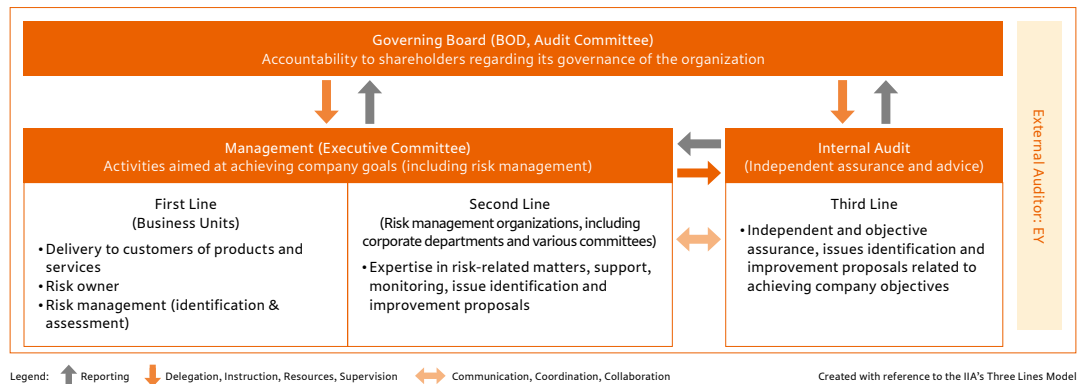 Governing Board (BOD, Audit Committee)
Accountability to shareholders regarding its governance of the organization
Management (Executive Committee)
Activities aimed at achieving company goals (including risk management)
Internal Audit
(Independent assurance and advice)
First Line
(Business Units)
• Delivery to customers of products and
services
• Risk owner
• Risk management (identification &
assessment)
Second Line
(Risk management organizations, including
corporate departments and various committees)
• Expertise in risk-related matters, support,
monitoring, issue identification and
improvement proposals
Third Line
• Independent and objective
assurance, issues identification and
improvement proposals related to
achieving company objectives
External Auditor: EY
Legend: Reporting Delegation, Instruction, Resources, Supervision Communication, Coordination, Collaboration
Created with reference to the IIA's Three Lines Model